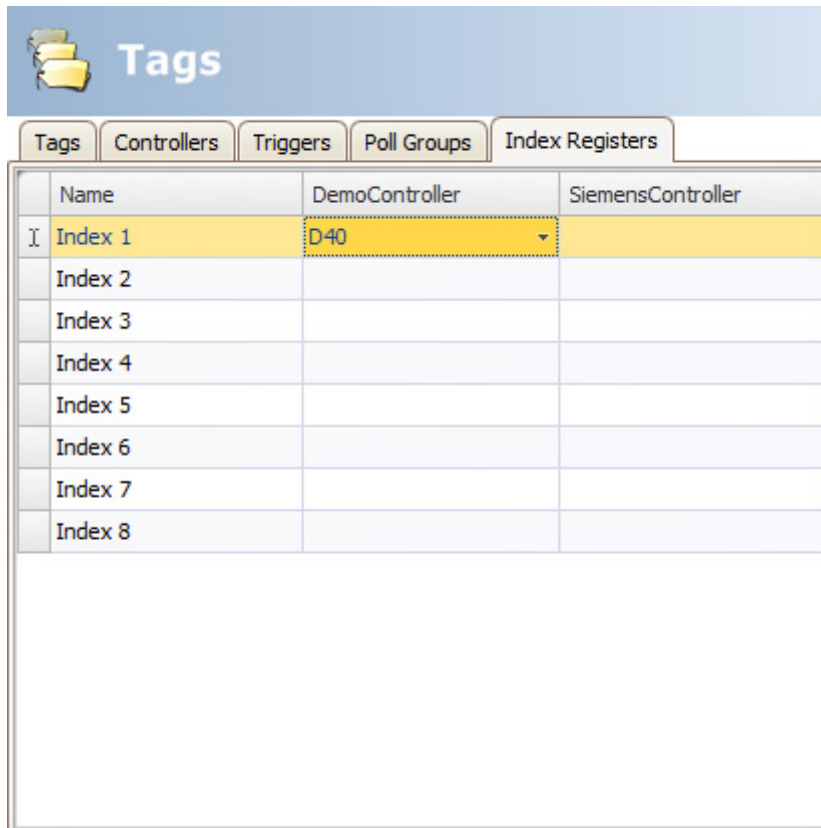 Tags
Tags Controllers Triggers Poll Groups Index Registers
Name DemoController SiemensController
Index 1 D40
Index 2
Index 3
Index 4
Index 5
Index 6
Index 7
Index 8